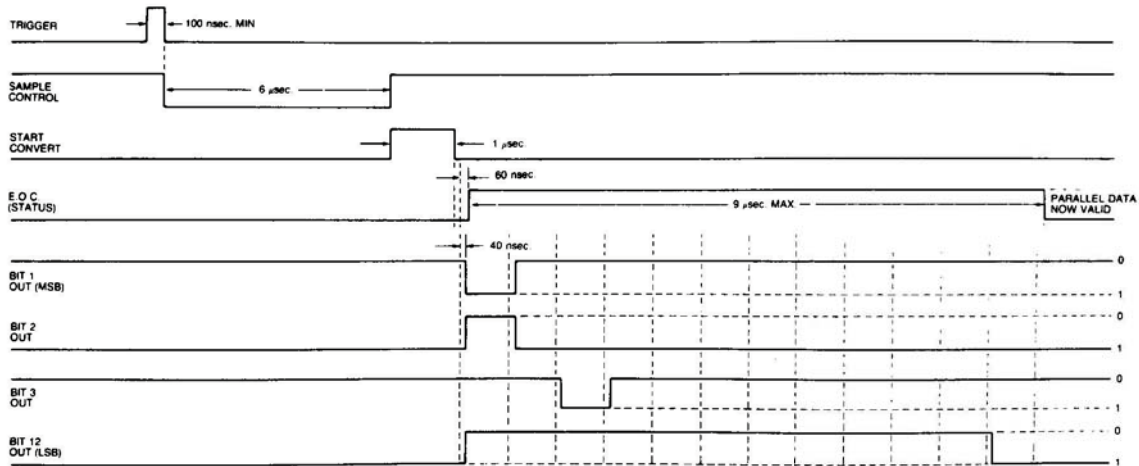 TRIGGER
100 nsec. MIN
SAMPLE
CONTROL
6 μsec.
START
CONVERT
1 μsec.
60 nsec.
E.O.C.
(STATUS)
9 μsec. MAX.
PARALLEL DATA
NOW VALID
40 nsec.
0
BIT 1
OUT (MSB)
1
0
BIT 2
OUT
1
0
BIT 3
OUT
1
0
BIT 12
OUT (LSB)
1